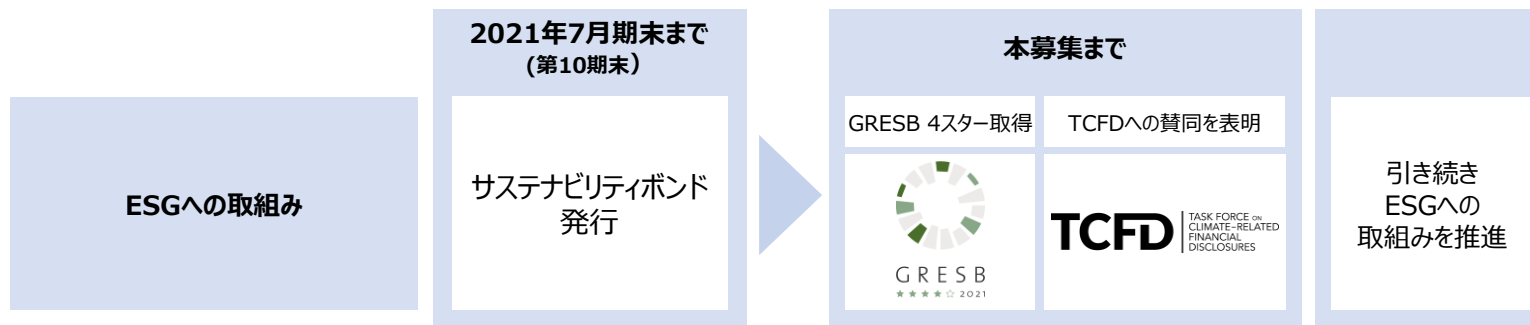 ESGへの取組み
2021年7月期末まで
(第10期末）
サステナビリティボンド
発行
本募集まで
GRESB 4スター取得
TCFDへの賛同を表明
G R E S B
★★★★☆ 2021
TCFD
TASK FORCE ON
CLIMATE-RELATED
FINANCIAL
DISCLOSURES
引き続き
ESGへの
取組みを推進